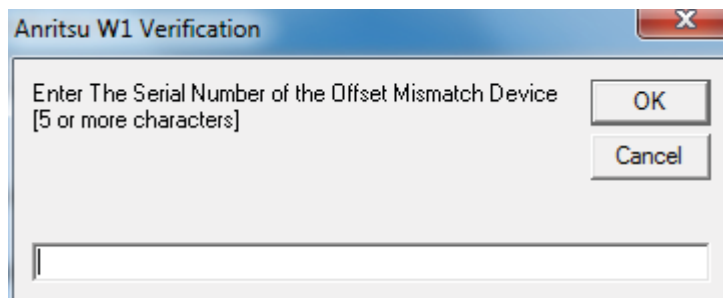 Anritsu W1 Verification
Enter The Serial Number of the Offset Mismatch Device
[5 or more characters]
OK
Cancel